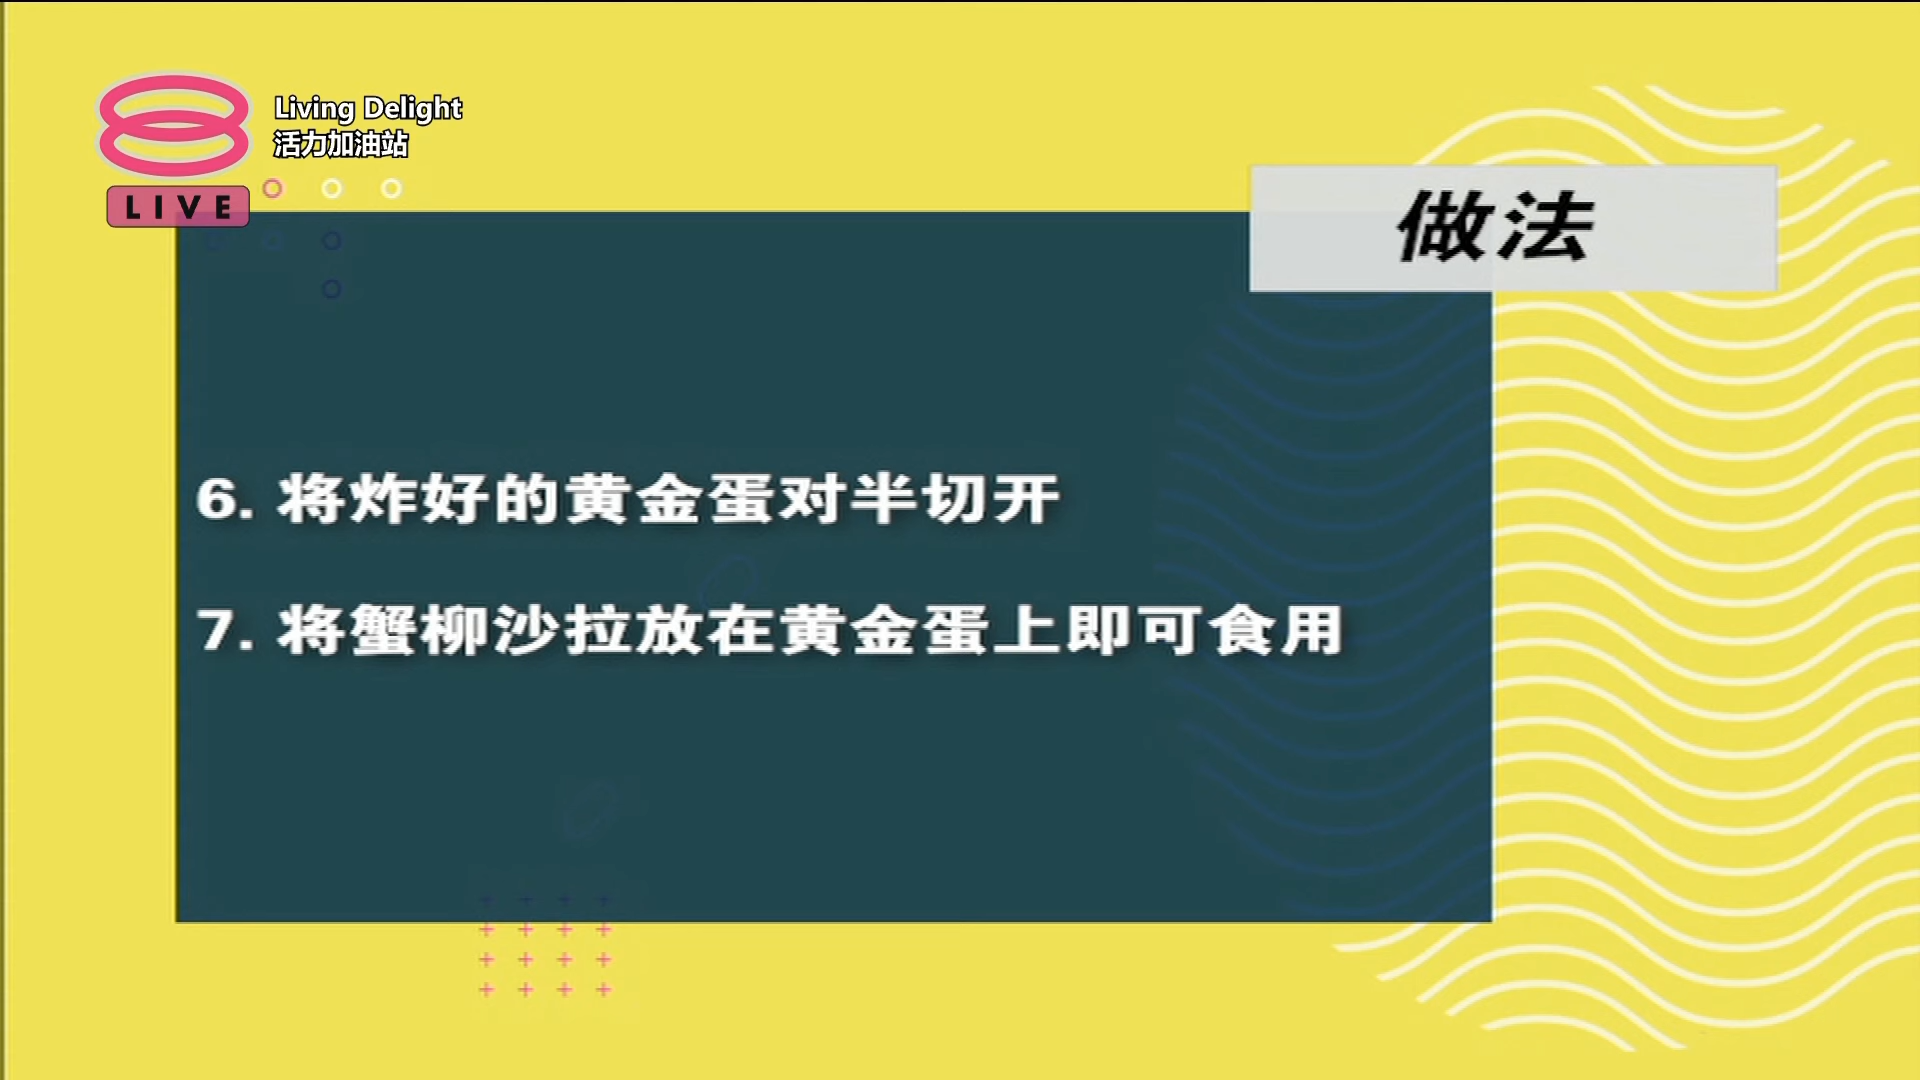 Living Delight
活力加油站
LIVE
做法
6. 将炸好的黄金蛋对半切开
7. 将蟹柳沙拉放在黄金蛋上即可食用